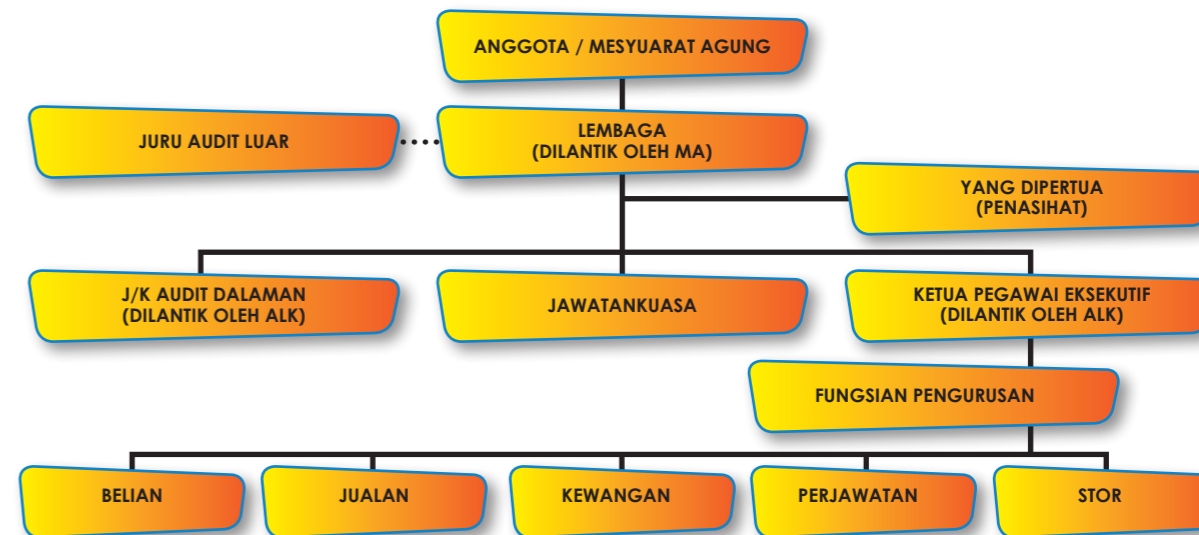 ANGGOTA / MESYUARAT AGUNG
JURU AUDIT LUAR
LEMBAGA
(DILANTIK OLEH MA)
YANG DIPERTUA
(PENASIHAT)
J/K AUDIT DALAMAN
(DILANTIK OLEH ALK)
JAWATANKUASA
KETUA PEGAWAI EKSEKUTIF
(DILANTIK OLEH ALK)
FUNGSIAN PENGURUSAN
BELIAN
JUALAN
KEWANGAN
PERJAWATAN
STOR